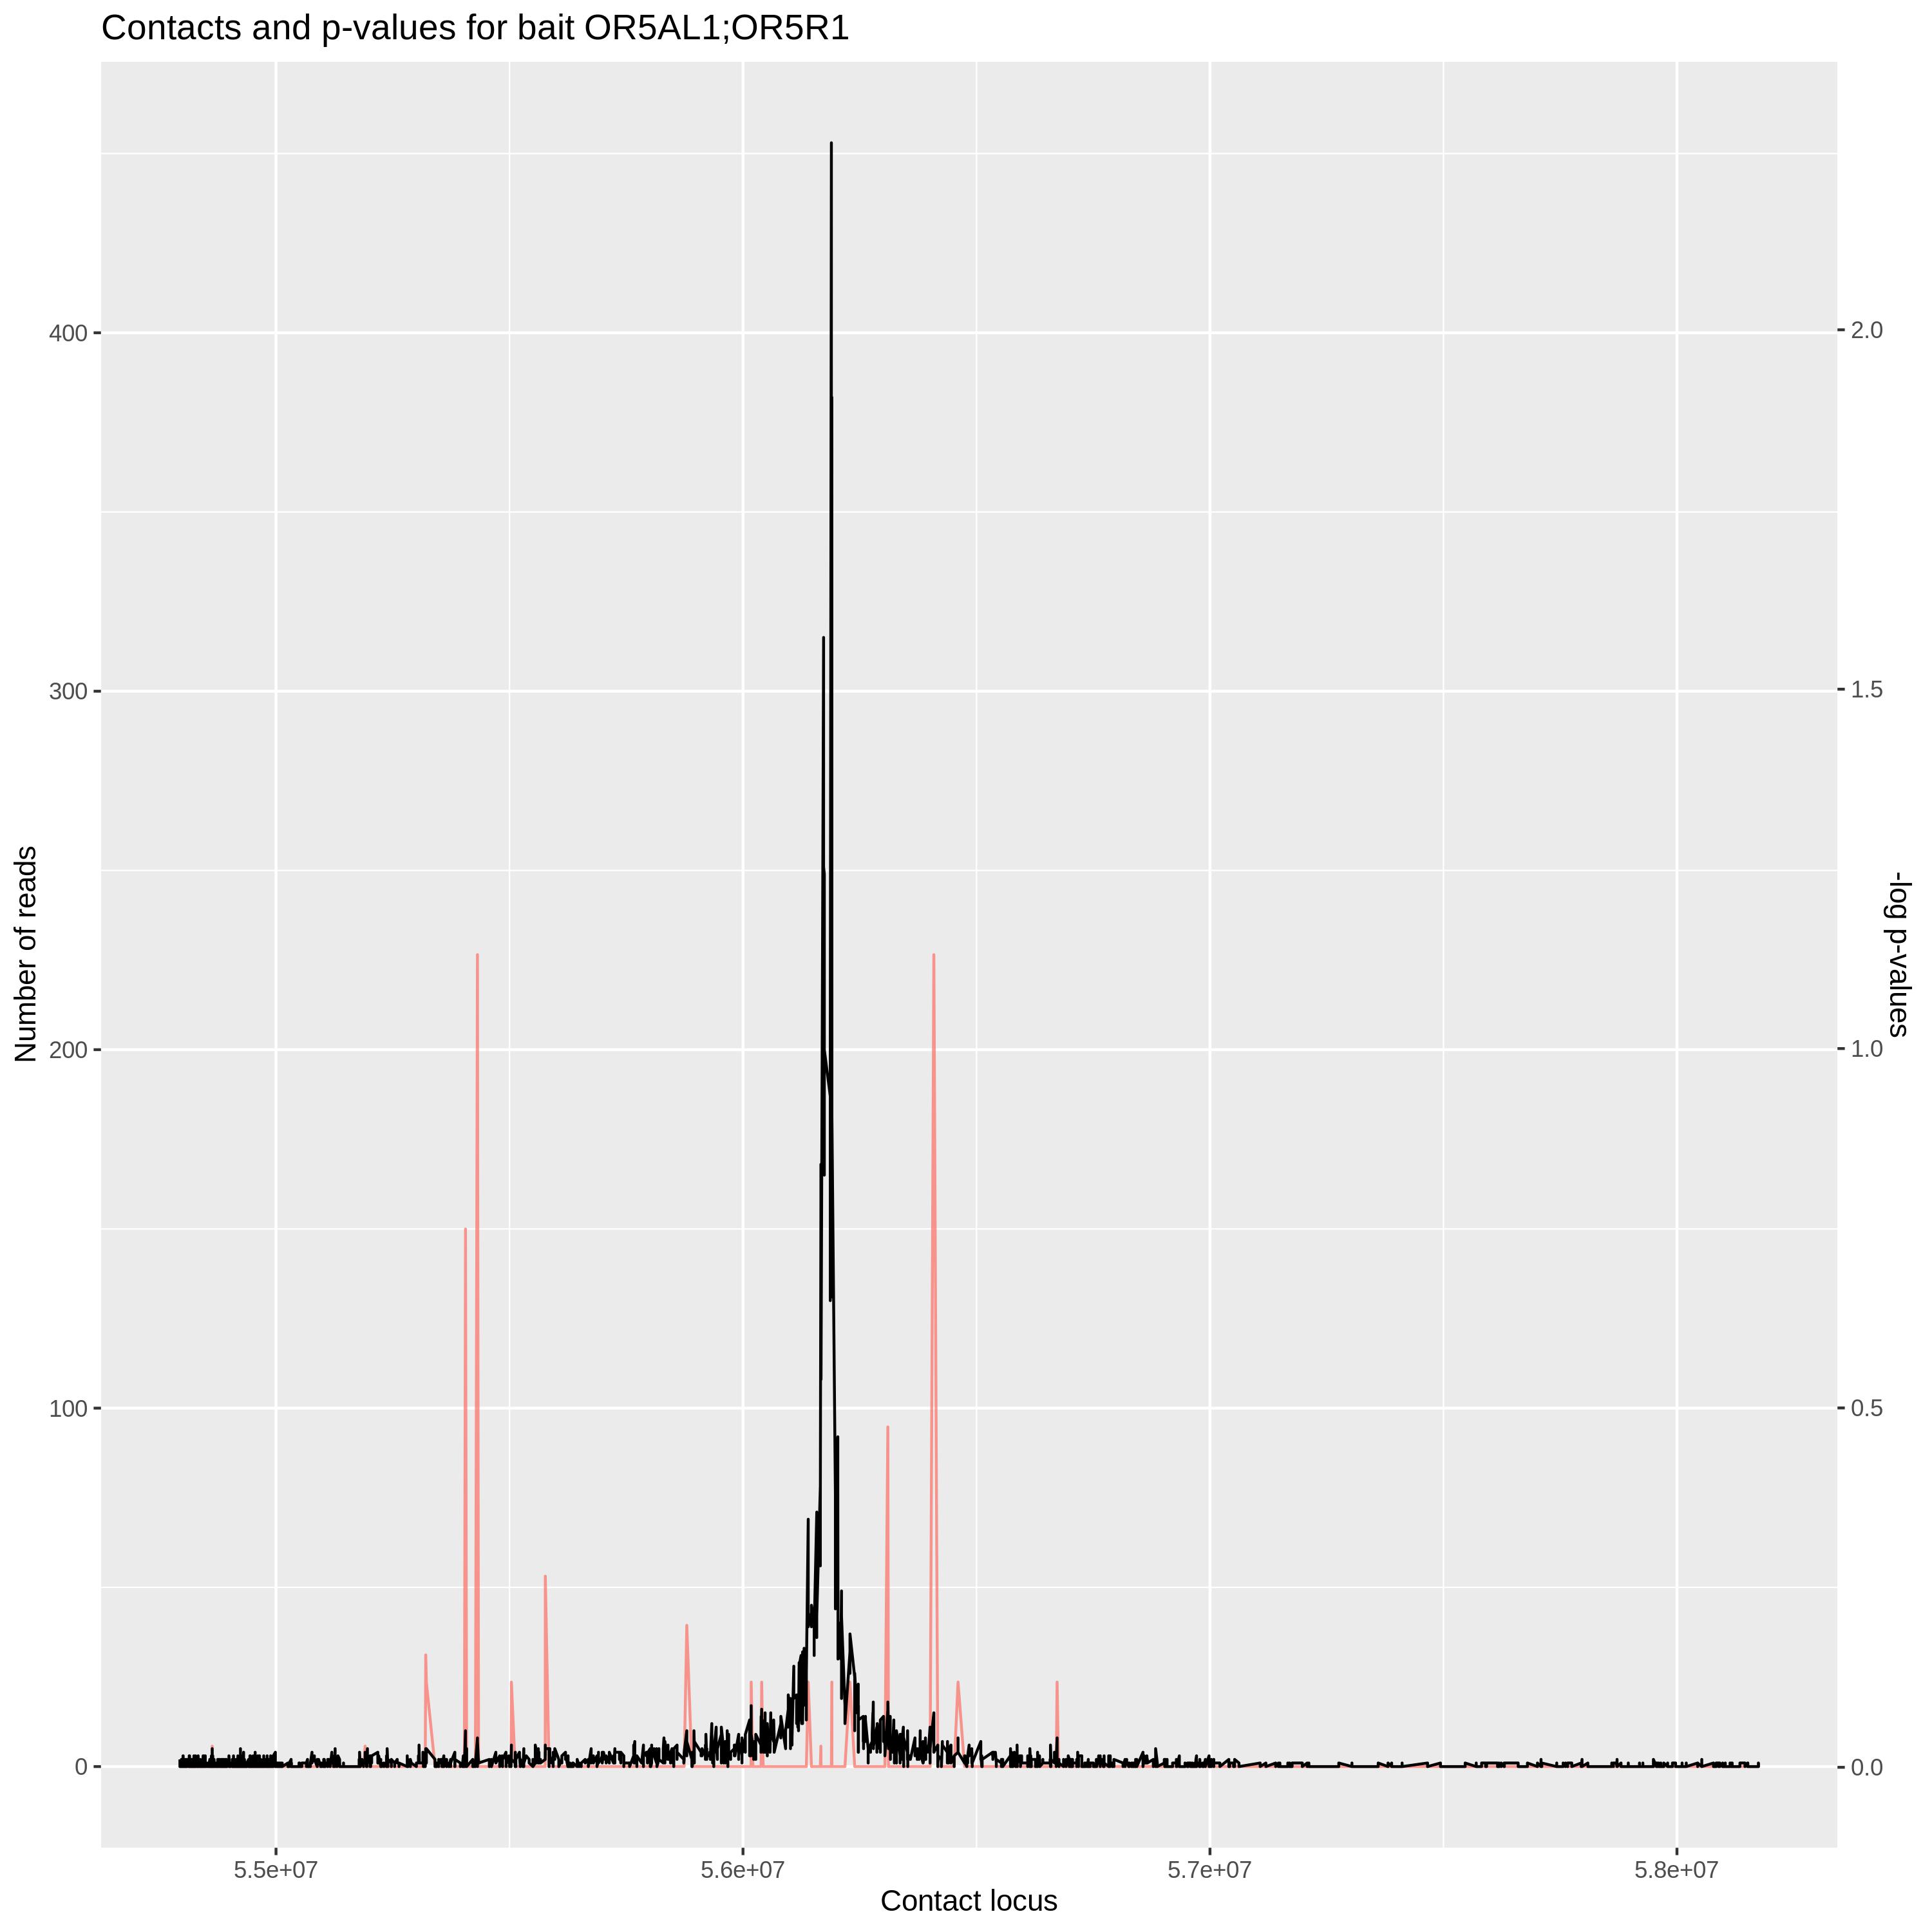 Contacts and p-values for bait OR5AL1;OR5R1
Number of reads
400
300
200
100
0
2.0
1.5
1.0
0.5
0.0
-log p-values
5.5e+07
5.6e+07
5.7e+07
5.8e+07
Contact locus